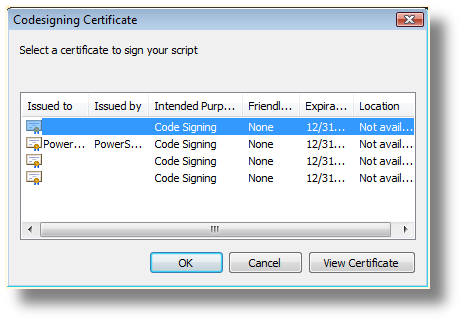 Codesigning Certificate
Select a certificate to sign your script
Issued to Issued by Intended Purp... Friendl... Expira... Location
Code Signing None 12/31... Not avail...
Power... PowerS... Code Signing None 12/31... Not avail...
Code Signing None 12/31... Not avail...
Code Signing None 12/31... Not avail...
OK Cancel View Certificate